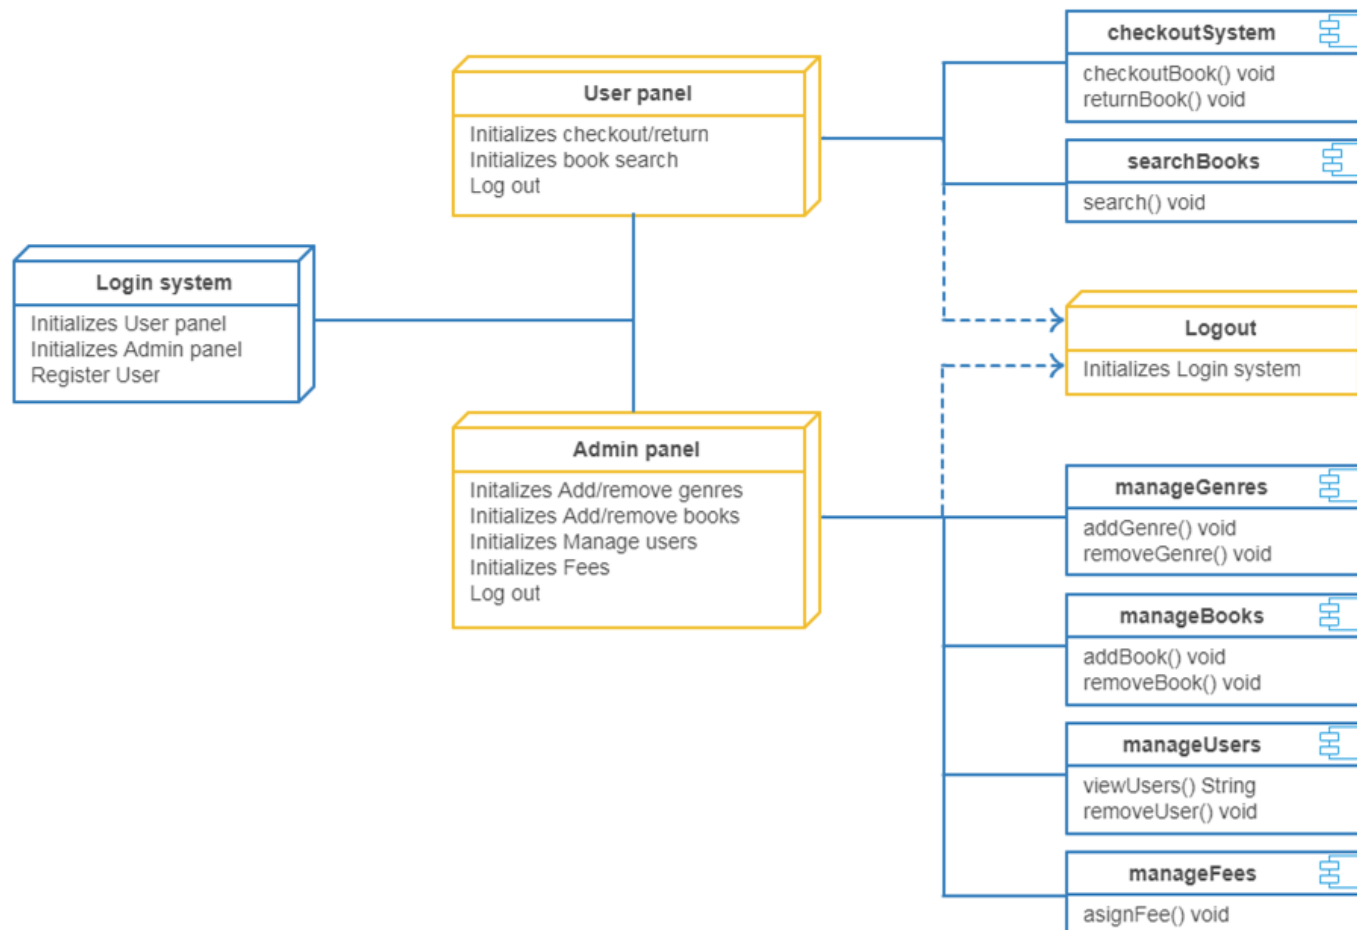 checkoutSystem
checkoutBook() void
returnBook() void
User panel
Initializes checkout/return
Initializes book search
Log out
searchBooks
search() void
Login system
Initializes User panel
Initializes Admin panel
Register User
Logout
Initializes Login system
Admin panel
Initalizes Add/remove genres
Initializes Add/remove books
Initializes Manage users
Initializes Fees
Log out
manageGenres
addGenre() void
removeGenre() void
manageBooks
addBook() void
removeBook() void
manageUsers
viewUsers() String
removeUser() void
manageFees
asignFee() void